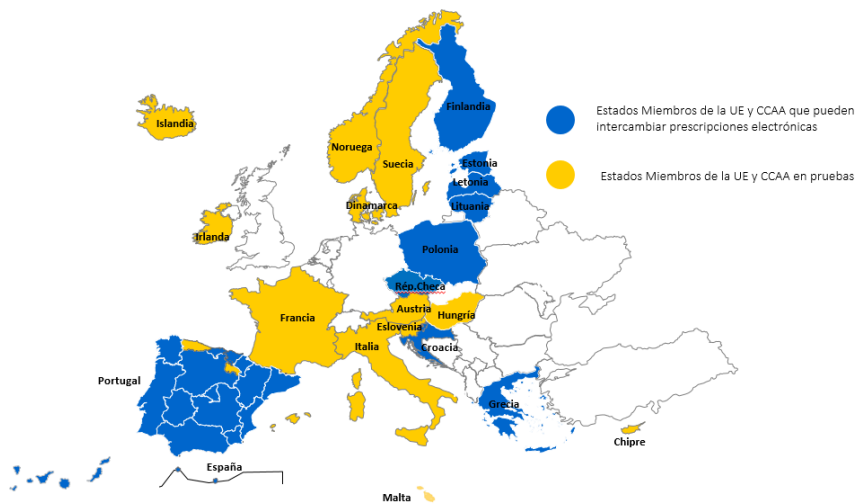 Estados Miembros de la UE y CCAA que pueden
intercambiar prescripciones electrónicas
Estados Miembros de la UE y CCAA en pruebas
Finlandia
Islandia
Noruega
Suecia
Estonia
Letonia
Lituania
Dinamarca
Irlanda
Polonia
Rép.Checa
Austria
Hungría
Francia
Eslovenia
Italia
Croacia
Portugal
Grecia
Chipre
España
Malta